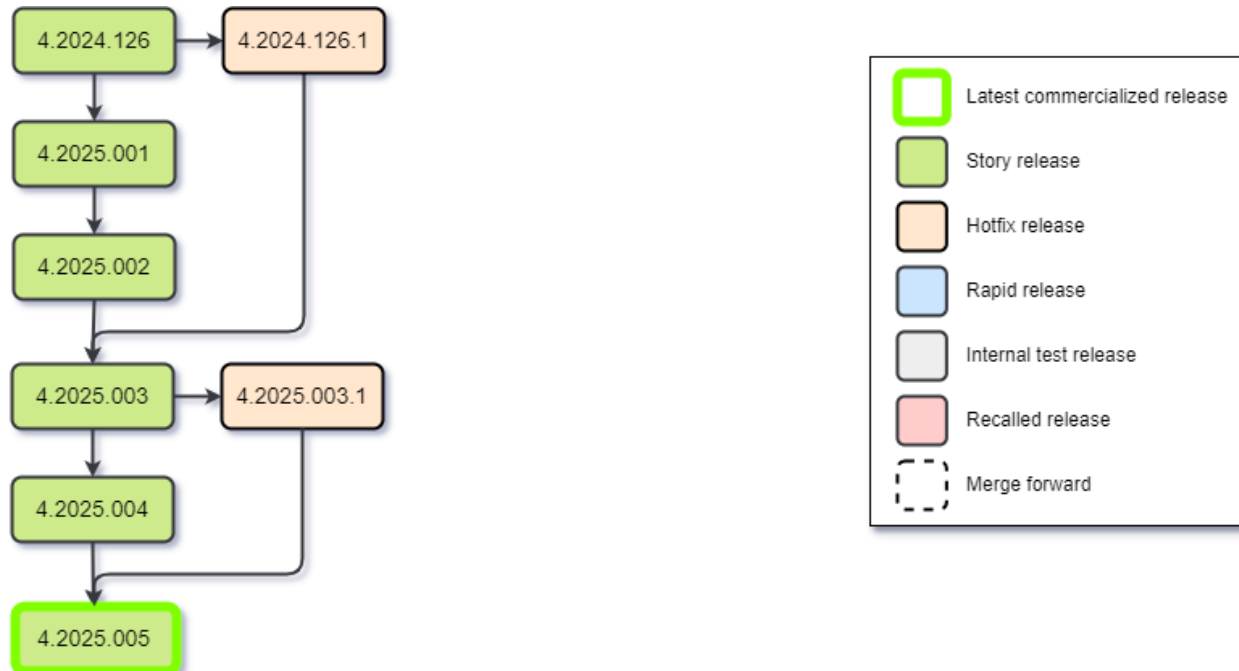 4.2024.126
4.2024.126.1
4.2025.001
4.2025.002
4.2025.003
4.2025.003.1
4.2025.004
4.2025.005
Latest commercialized release
Story release
Hotfix release
Rapid release
Internal test release
Recalled release
Merge forward